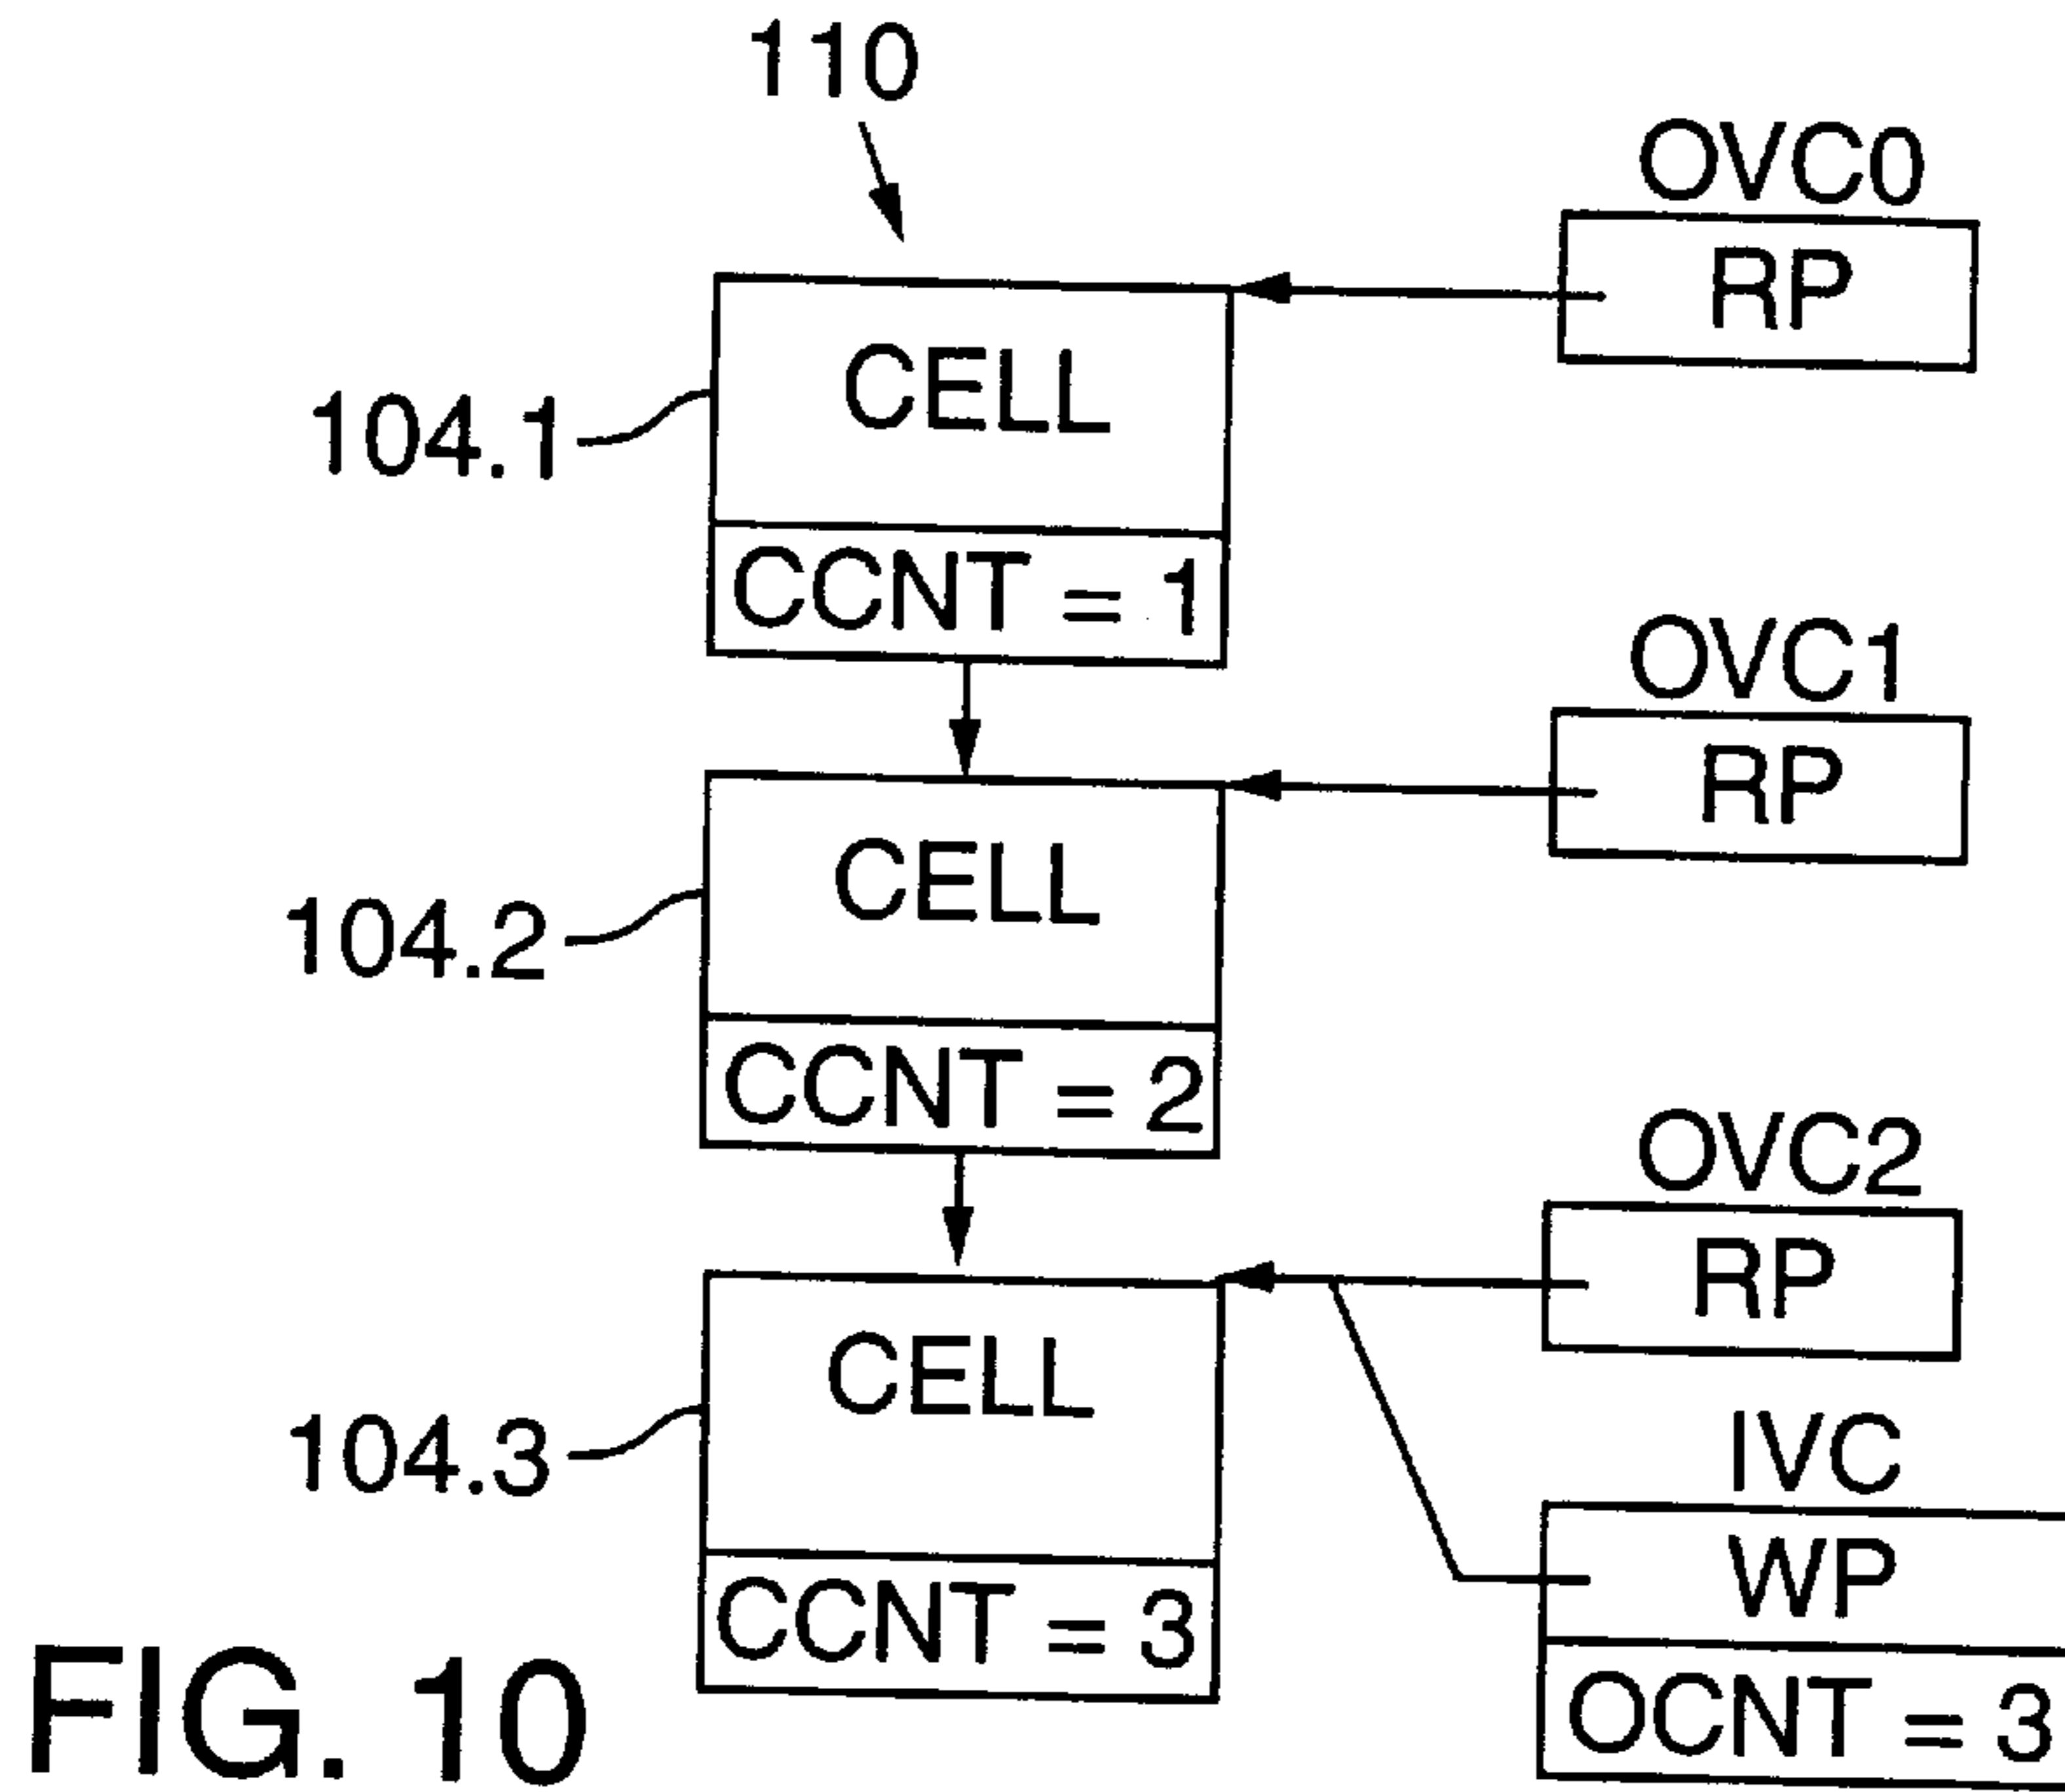 110
OVC0
RP
CELL
104.1
CCNT = 1
OVC1
RP
CELL
104.2
CCNT = 2
OVC2
RP
CELL
104.3
IVC
WP
CCNT = 3
OCNT = 3
FIG. 10